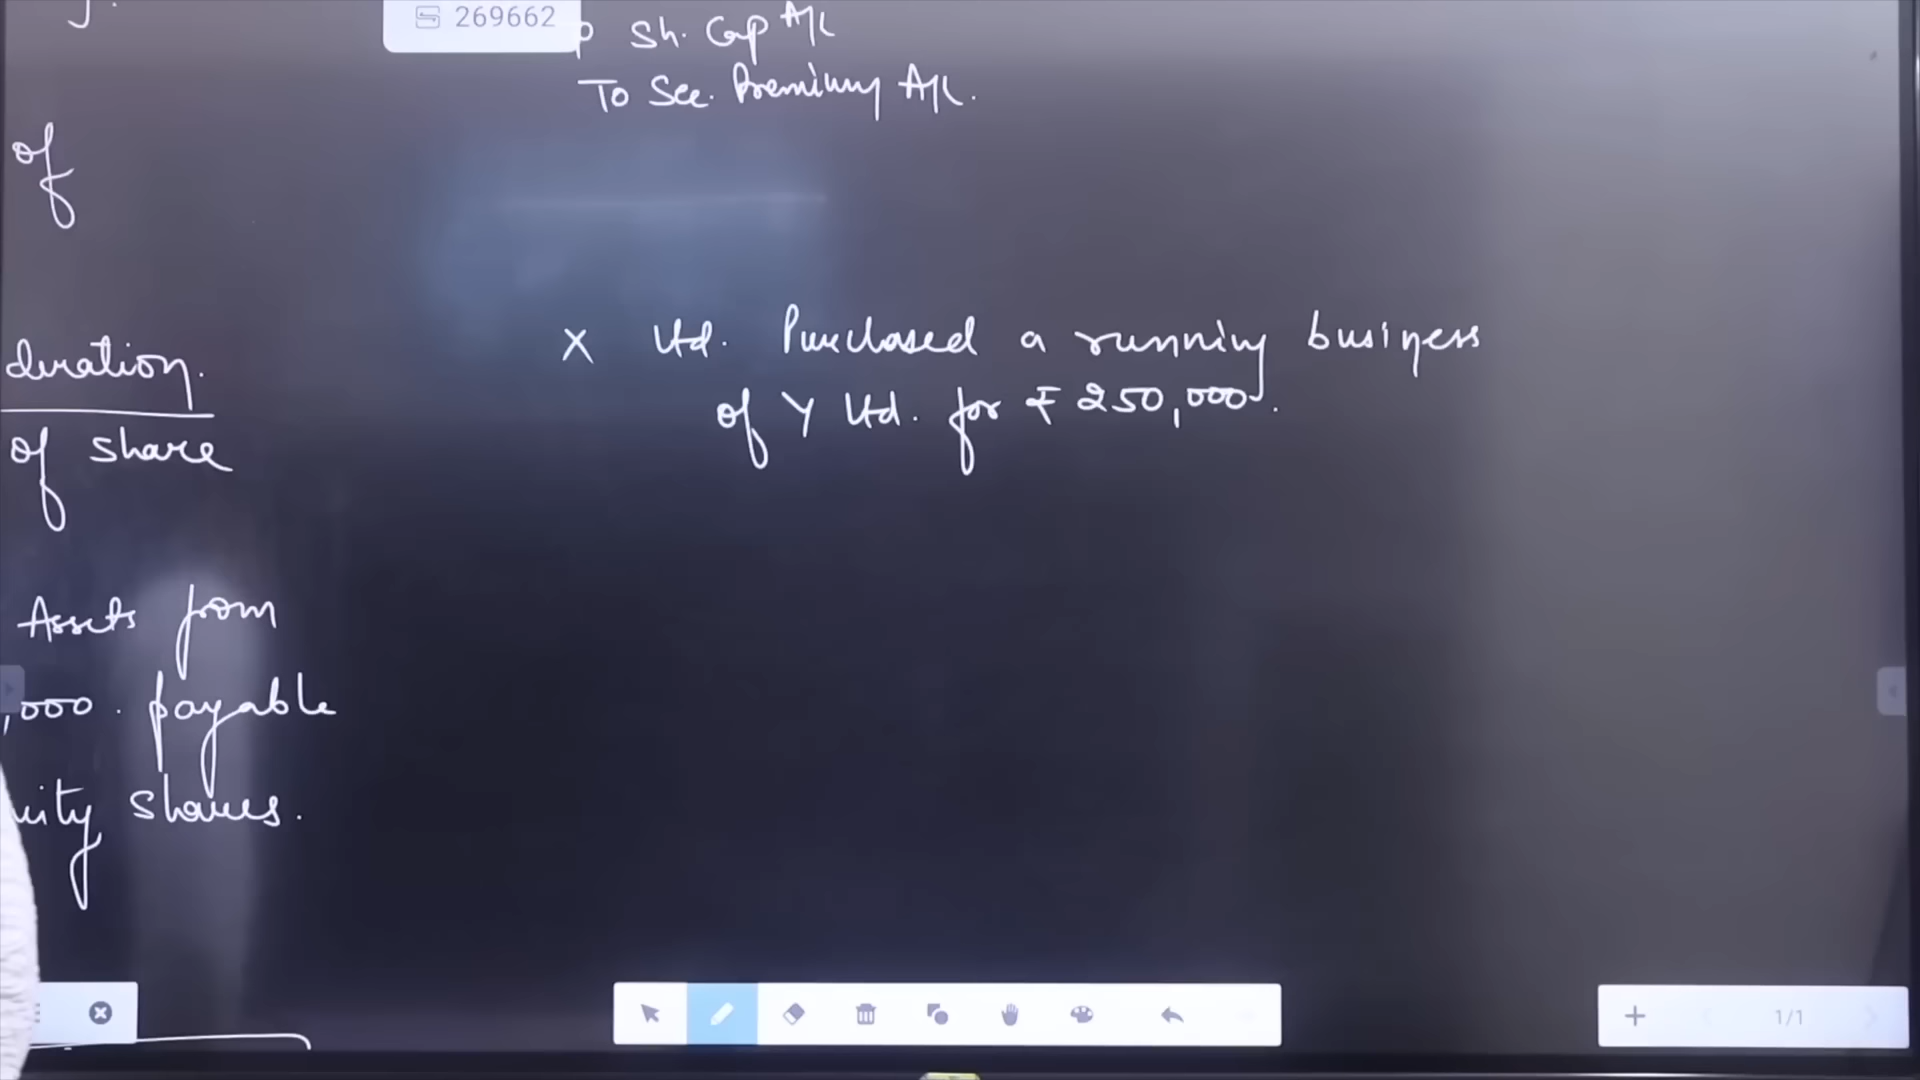 269662
Sh. Cap A/c
To Sec. Premium A/c.
of
deration.
of share
Assets from
,000. payable
uity shares.
X Ltd. Purchased a running business
of Y Ltd. for ₹ 250,000.
1/1